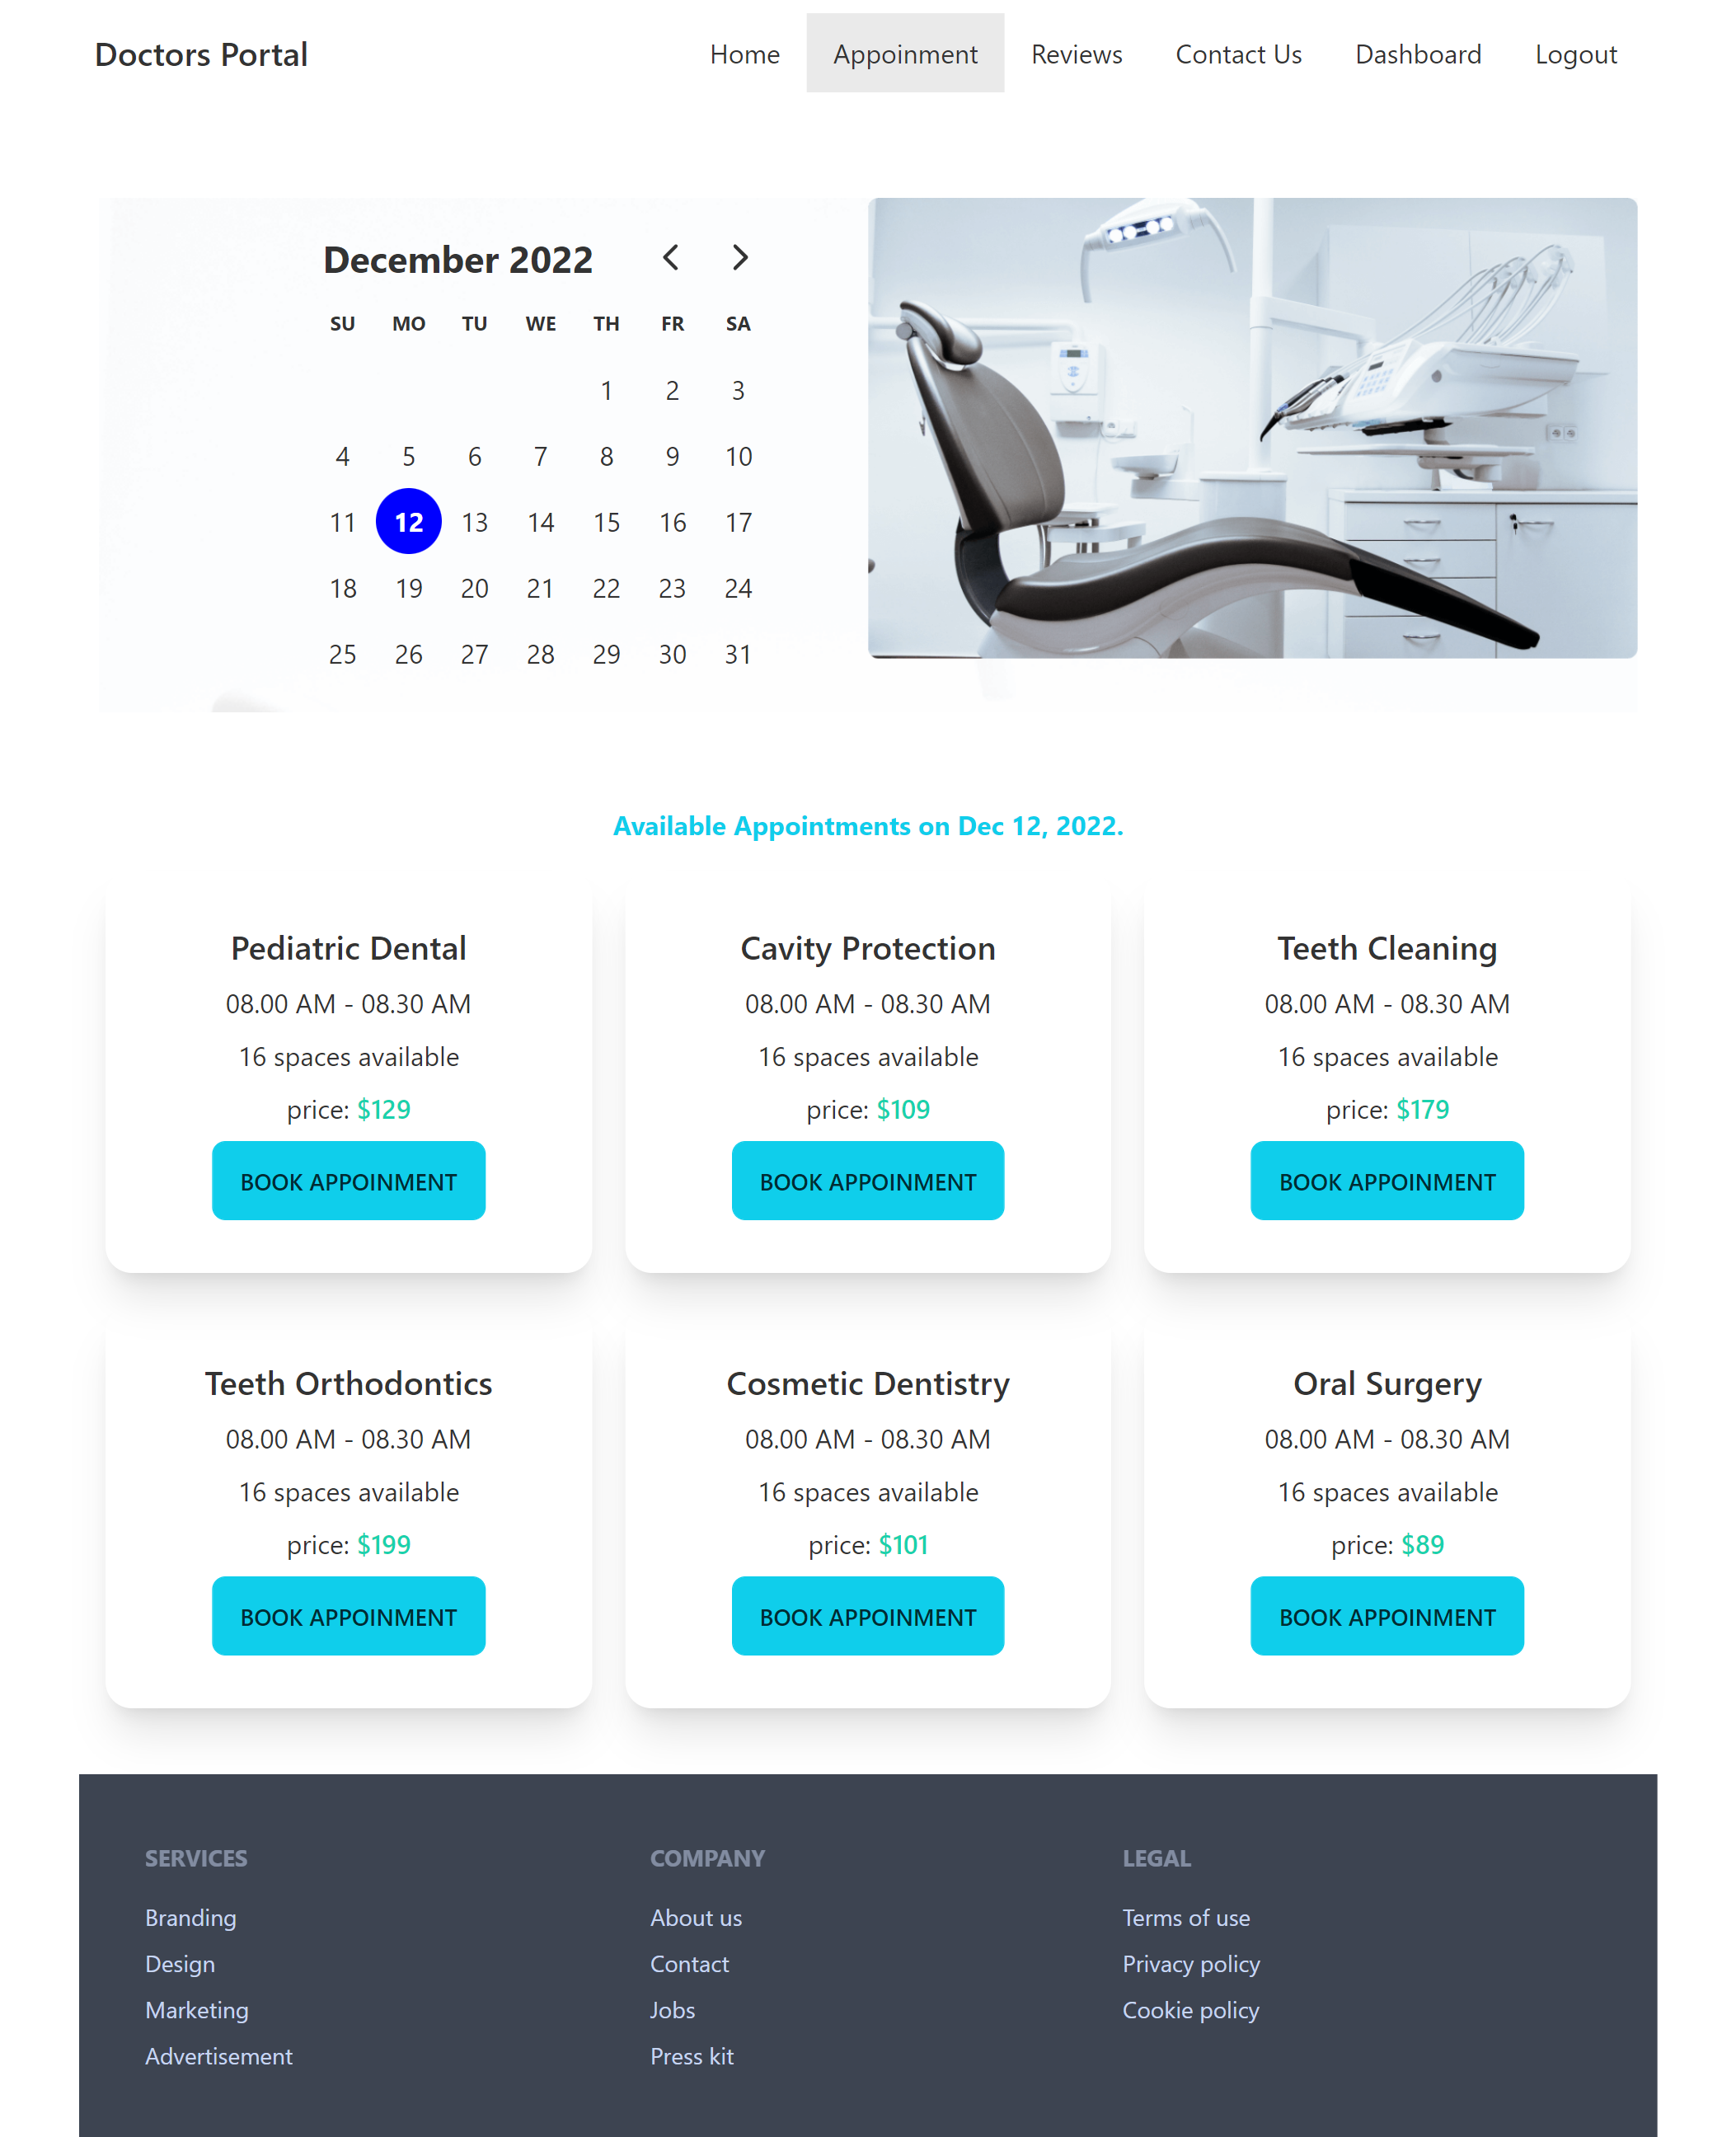 Doctors Portal
Home Appoinment Reviews Contact Us Dashboard Logout
December 2022
SU MO TU WE TH FR SA
1 2 3
4 5 6 7 8 9 10
11 12 13 14 15 16 17
18 19 20 21 22 23 24
25 26 27 28 29 30 31
Available Appointments on Dec 12, 2022.
Pediatric Dental
08.00 AM - 08.30 AM
16 spaces available
price: $129
BOOK APPOINMENT
Cavity Protection
08.00 AM - 08.30 AM
16 spaces available
price: $109
BOOK APPOINMENT
Teeth Cleaning
08.00 AM - 08.30 AM
16 spaces available
price: $179
BOOK APPOINMENT
Teeth Orthodontics
08.00 AM - 08.30 AM
16 spaces available
price: $199
BOOK APPOINMENT
Cosmetic Dentistry
08.00 AM - 08.30 AM
16 spaces available
price: $101
BOOK APPOINMENT
Oral Surgery
08.00 AM - 08.30 AM
16 spaces available
price: $89
BOOK APPOINMENT
SERVICES
Branding
Design
Marketing
Advertisement
COMPANY
About us
Contact
Jobs
Press kit
LEGAL
Terms of use
Privacy policy
Cookie policy